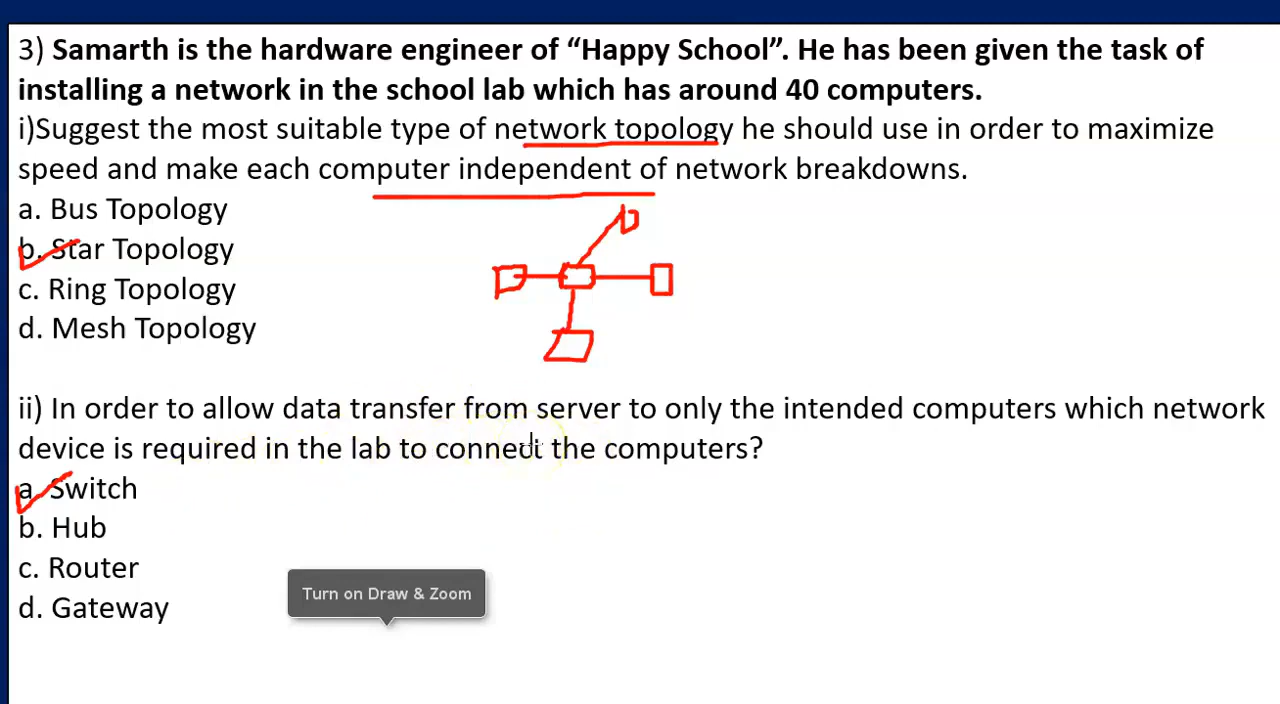 3) Samarth is the hardware engineer of “Happy School”. He has been given the task of
installing a network in the school lab which has around 40 computers.
i)Suggest the most suitable type of network topology he should use in order to maximize
speed and make each computer independent of network breakdowns.
a. Bus Topology
b. Star Topology
c. Ring Topology
d. Mesh Topology
ii) In order to allow data transfer from server to only the intended computers which network
device is required in the lab to connect the computers?
a. Switch
b. Hub
c. Router
d. Gateway
Turn on Draw & Zoom